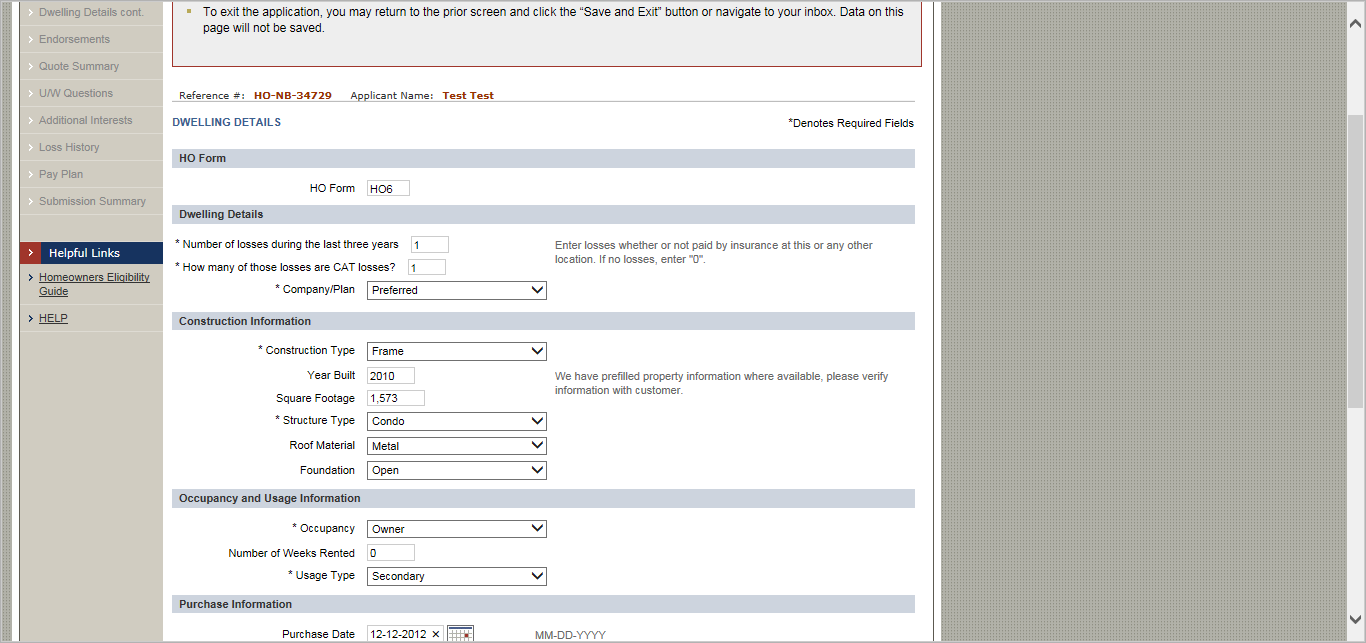 Dwelling Details cont.
Endorsements
Quote Summary
U/W Questions
Additional Interests
Loss History
Pay Plan
Submission Summary
Helpful Links
Homeowners Eligibility
Guide
HELP
To exit the application, you may return to the prior screen and click the “Save and Exit” button or navigate to your inbox. Data on this
page will not be saved.
Reference #: HO-NB-34729 Applicant Name: Test Test
DWELLING DETAILS
*Denotes Required Fields
HO Form
HO Form HO6
Dwelling Details
* Number of losses during the last three years 1
Enter losses whether or not paid by insurance at this or any other
location. If no losses, enter "0".
* How many of those losses are CAT losses? 1
* Company/Plan Preferred
Construction Information
* Construction Type Frame
Year Built 2010
We have prefilled property information where available, please verify
information with customer.
Square Footage 1,573
* Structure Type Condo
Roof Material Metal
Foundation Open
Occupancy and Usage Information
* Occupancy Owner
Number of Weeks Rented 0
* Usage Type Secondary
Purchase Information
Purchase Date 12-12-2012 × MM-DD-YYYY